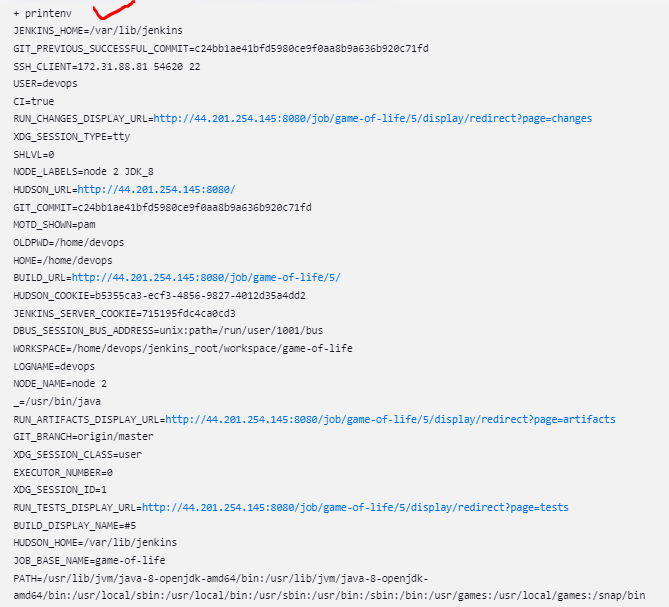 + printenv
JENKINS_HOME=/var/lib/jenkins
GIT_PREVIOUS_SUCCESSFUL_COMMIT=c24bb1ae41bfd5980ce9f0aa8b9a636b920c71fd
SSH_CLIENT=172.31.88.81 54620 22
USER=devops
CI=true
RUN_CHANGES_DISPLAY_URL=http://44.201.254.145:8080/job/game-of-life/5/display/redirect?page=changes
XDG_SESSION_TYPE=tty
SHLVL=0
NODE_LABELS=node 2 JDK_8
HUDSON_URL=http://44.201.254.145:8080/
GIT_COMMIT=c24bb1ae41bfd5980ce9f0aa8b9a636b920c71fd
MOTD_SHOWN=pam
OLDPWD=/home/devops
HOME=/home/devops
BUILD_URL=http://44.201.254.145:8080/job/game-of-life/5/
HUDSON_COOKIE=b5355ca3-ecf3-4856-9827-4012d35a4dd2
JENKINS_SERVER_COOKIE=715195fdc4ca0cd3
DBUS_SESSION_BUS_ADDRESS=unix:path=/run/user/1001/bus
WORKSPACE=/home/devops/jenkins_root/workspace/game-of-life
LOGNAME=devops
NODE_NAME=node 2
_=/usr/bin/java
RUN_ARTIFACTS_DISPLAY_URL=http://44.201.254.145:8080/job/game-of-life/5/display/redirect?page=artifacts
GIT_BRANCH=origin/master
XDG_SESSION_CLASS=user
EXECUTOR_NUMBER=0
XDG_SESSION_ID=1
RUN_TESTS_DISPLAY_URL=http://44.201.254.145:8080/job/game-of-life/5/display/redirect?page=tests
BUILD_DISPLAY_NAME=#5
HUDSON_HOME=/var/lib/jenkins
JOB_BASE_NAME=game-of-life
PATH=/usr/lib/jvm/java-8-openjdk-amd64/bin:/usr/lib/jvm/java-8-openjdk-
amd64/bin:/usr/local/sbin:/usr/local/bin:/usr/sbin:/usr/bin:/sbin:/bin:/usr/games:/usr/local/games:/snap/bin